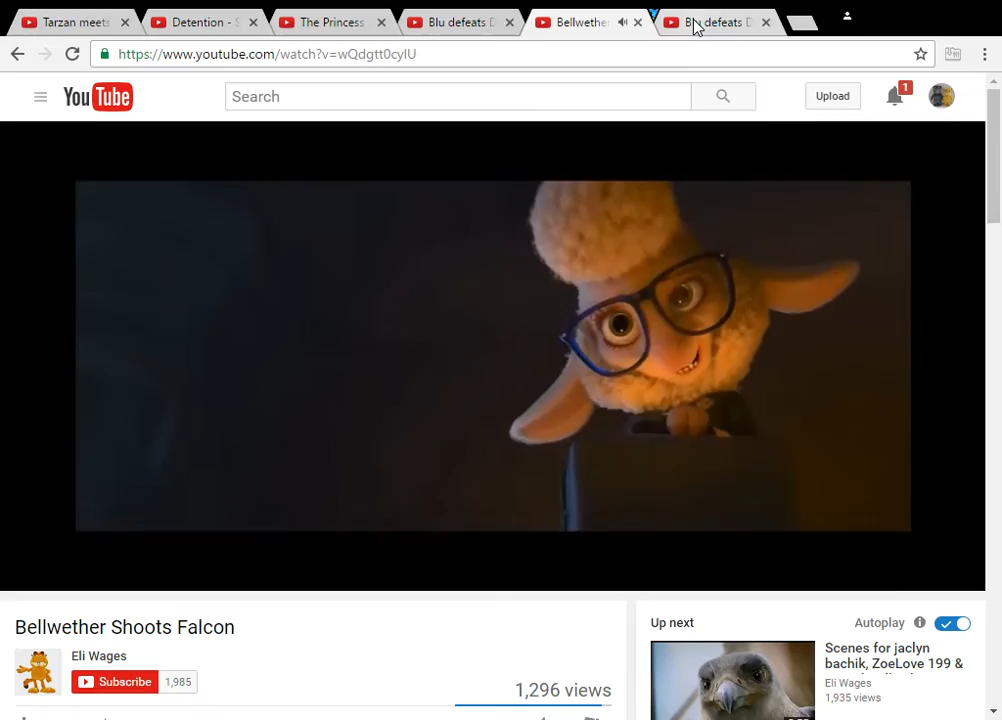 Tarzan meets
Detention - S
The Princess
Blu defeats D
Bellwether
Blu defeats D
https://www.youtube.com/watch?v=wQdgtt0cylU
YouTube
Search
Upload
1
Bellwether Shoots Falcon
Eli Wages
Subscribe 1,985
1,296 views
Up next
Autoplay
Scenes for jaclyn
bachik, ZoeLove 199 &
Eli Wages
1,935 views